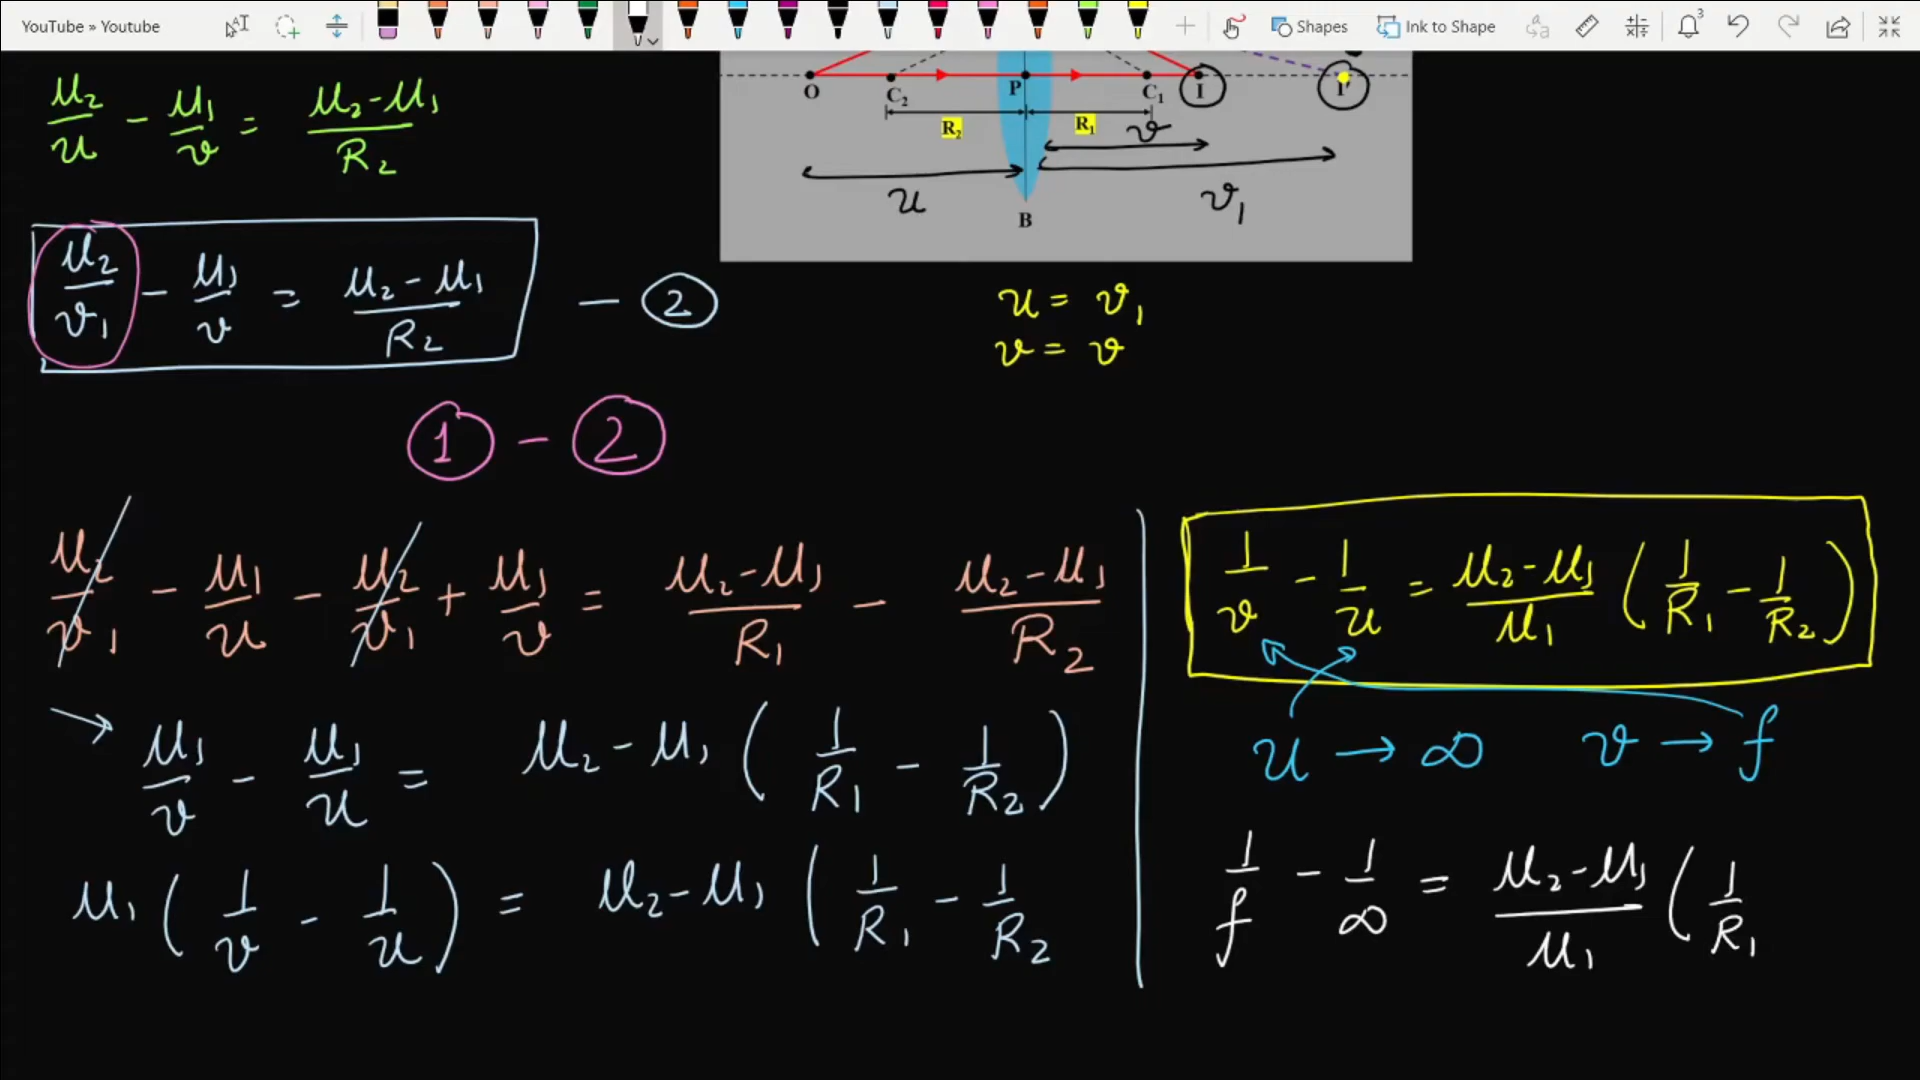 YouTube » Youtube
Shapes
Ink to Shape
3
μ₂/u - μ₁/v = (μ₂-μ₁)/R₂
O C₂ P C₁ I I'
R₂ R₁ v
u v₁
B
μ₂/v₁ - μ₁/v = (μ₂-μ₁)/R₂ - ②
u = v₁
v = v
① - ②
μ₂/v₁ - μ₁/u - μ₂/v₁ + μ₁/v = (μ₂-μ₁)/R₁ - (μ₂-μ₁)/R₂
→ μ₁/v - μ₁/u = μ₂-μ₁ (1/R₁ - 1/R₂)
μ₁ (1/v - 1/u) = μ₂-μ₁ (1/R₁ - 1/R₂
1/v - 1/u = (μ₂-μ₁)/μ₁ (1/R₁ - 1/R₂)
u → ∞ v → f
1/f - 1/∞ = (μ₂-μ₁)/μ₁ (1/R₁